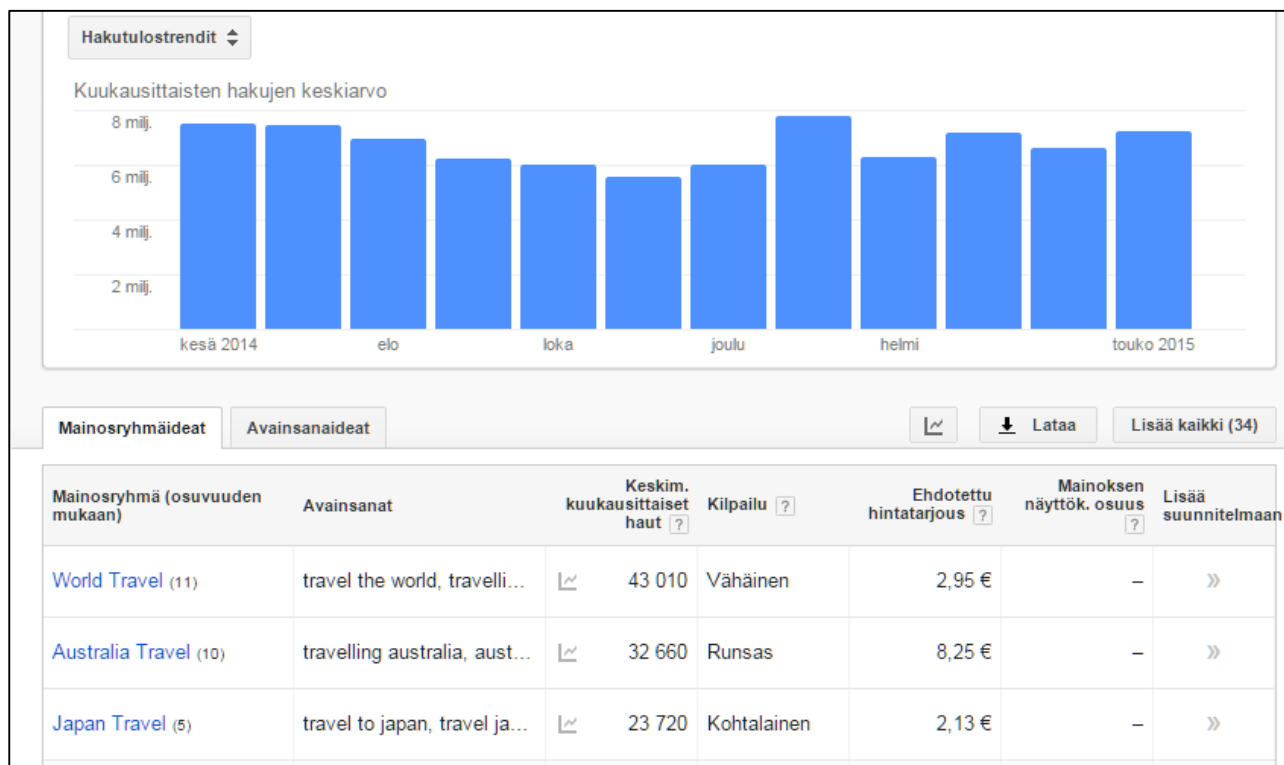 Hakutulostrendit
Kuukausittaisten hakujen keskiarvo
8 milj.
6 milj.
4 milj.
2 milj.
kesä 2014 elo loka joulu helmi touko 2015
Mainosryhmäideat Avainsanaideat Lataa Lisää kaikki (34)
Mainosryhmä (osuvuuden mukaan) Avainsanat Keskim. kuukausittaiset haut ? Kilpailu ? Ehdotettu hintatarjous ? Mainoksen näyttök. osuus ? Lisää suunnitelmaan
World Travel (11) travel the world, travelli... 43 010 Vähäinen 2,95 € – »
Australia Travel (10) travelling australia, aust... 32 660 Runsas 8,25 € – »
Japan Travel (5) travel to japan, travel ja... 23 720 Kohtalainen 2,13 € – »